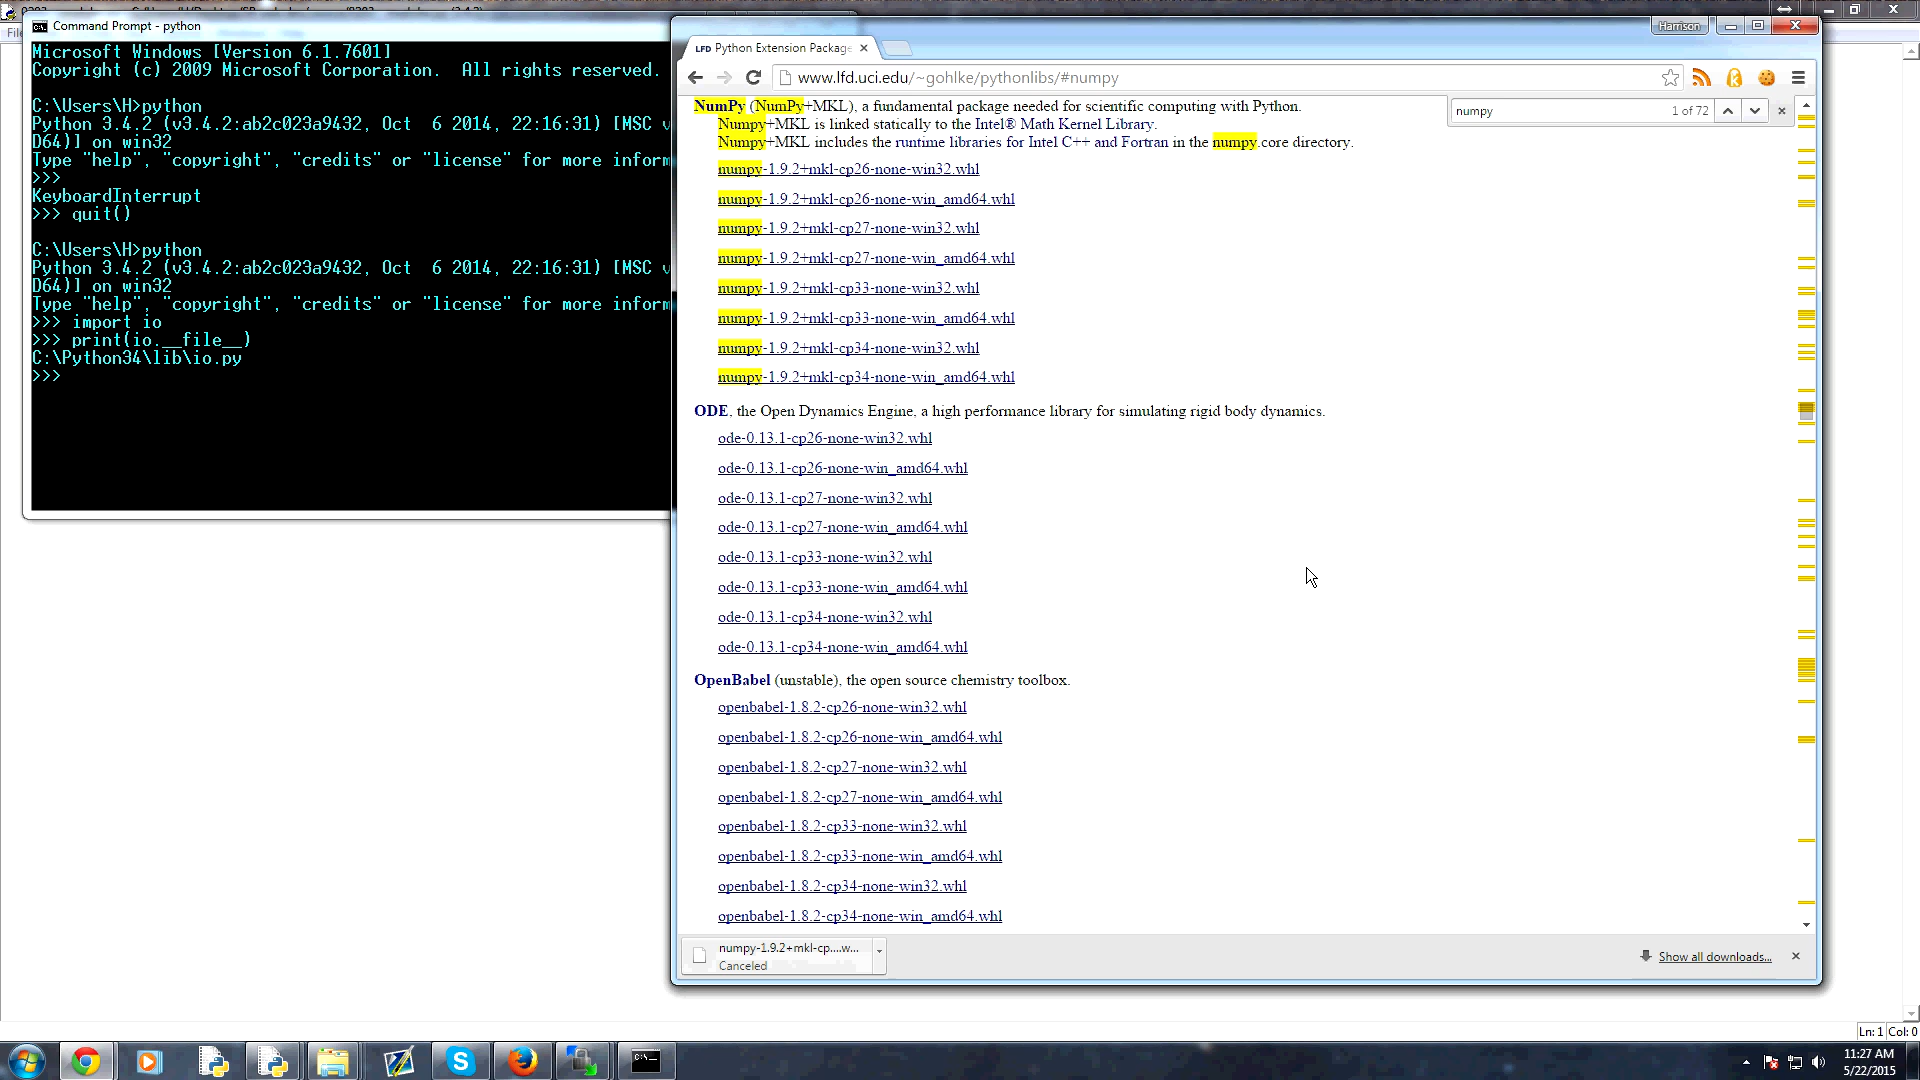 Command Prompt - python
Microsoft Windows [Version 6.1.7601]
Copyright (c) 2009 Microsoft Corporation.  All rights reserved.
C:\Users\H>python
Python 3.4.2 (v3.4.2:ab2c023a9432, Oct  6 2014, 22:16:31) [MSC v
D64)] on win32
Type "help", "copyright", "credits" or "license" for more inform
>>>
KeyboardInterrupt
>>> quit()
C:\Users\H>python
Python 3.4.2 (v3.4.2:ab2c023a9432, Oct  6 2014, 22:16:31) [MSC v
D64)] on win32
Type "help", "copyright", "credits" or "license" for more inform
>>> import io
>>> print(io.__file__)
C:\Python34\lib\io.py
>>>
Harrison
LFD Python Extension Package
www.lfd.uci.edu/~gohlke/pythonlibs/#numpy
numpy 1 of 72
NumPy (NumPy+MKL), a fundamental package needed for scientific computing with Python.
Numpy+MKL is linked statically to the Intel® Math Kernel Library.
Numpy+MKL includes the runtime libraries for Intel C++ and Fortran in the numpy.core directory.
numpy-1.9.2+mkl-cp26-none-win32.whl
numpy-1.9.2+mkl-cp26-none-win_amd64.whl
numpy-1.9.2+mkl-cp27-none-win32.whl
numpy-1.9.2+mkl-cp27-none-win_amd64.whl
numpy-1.9.2+mkl-cp33-none-win32.whl
numpy-1.9.2+mkl-cp33-none-win_amd64.whl
numpy-1.9.2+mkl-cp34-none-win32.whl
numpy-1.9.2+mkl-cp34-none-win_amd64.whl
ODE, the Open Dynamics Engine, a high performance library for simulating rigid body dynamics.
ode-0.13.1-cp26-none-win32.whl
ode-0.13.1-cp26-none-win_amd64.whl
ode-0.13.1-cp27-none-win32.whl
ode-0.13.1-cp27-none-win_amd64.whl
ode-0.13.1-cp33-none-win32.whl
ode-0.13.1-cp33-none-win_amd64.whl
ode-0.13.1-cp34-none-win32.whl
ode-0.13.1-cp34-none-win_amd64.whl
OpenBabel (unstable), the open source chemistry toolbox.
openbabel-1.8.2-cp26-none-win32.whl
openbabel-1.8.2-cp26-none-win_amd64.whl
openbabel-1.8.2-cp27-none-win32.whl
openbabel-1.8.2-cp27-none-win_amd64.whl
openbabel-1.8.2-cp33-none-win32.whl
openbabel-1.8.2-cp33-none-win_amd64.whl
openbabel-1.8.2-cp34-none-win32.whl
openbabel-1.8.2-cp34-none-win_amd64.whl
numpy-1.9.2+mkl-cp....w...
Canceled
Show all downloads...
Ln: 1 Col: 0
11:27 AM
5/22/2015